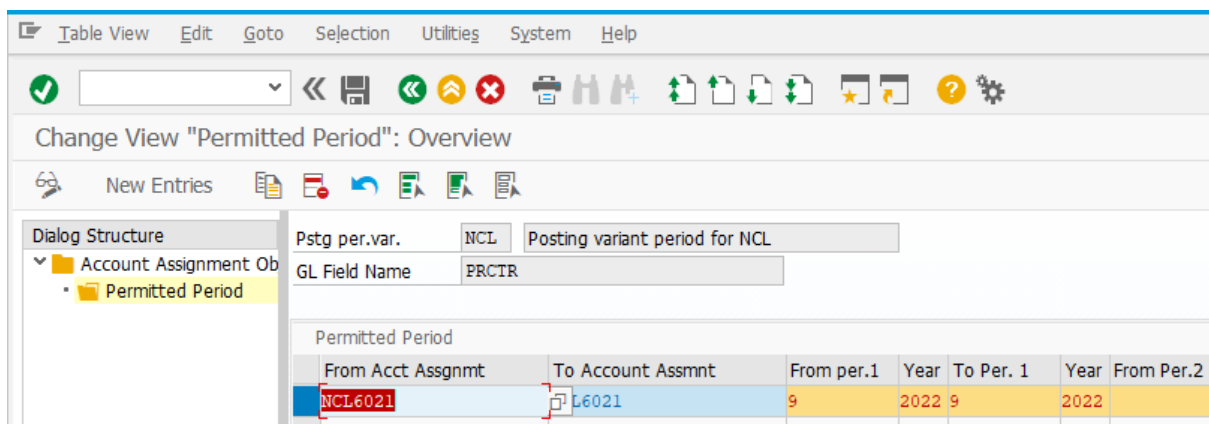 Table View Edit Goto Selection Utilities System Help
Change View "Permitted Period": Overview
New Entries
Dialog Structure
Account Assignment Ob
Permitted Period
Pstg per.var. NCL Posting variant period for NCL
GL Field Name PRCTR
Permitted Period
From Acct Assgnmt To Account Assmnt From per.1 Year To Per. 1 Year From Per.2
NCL6021 L6021 9 2022 9 2022